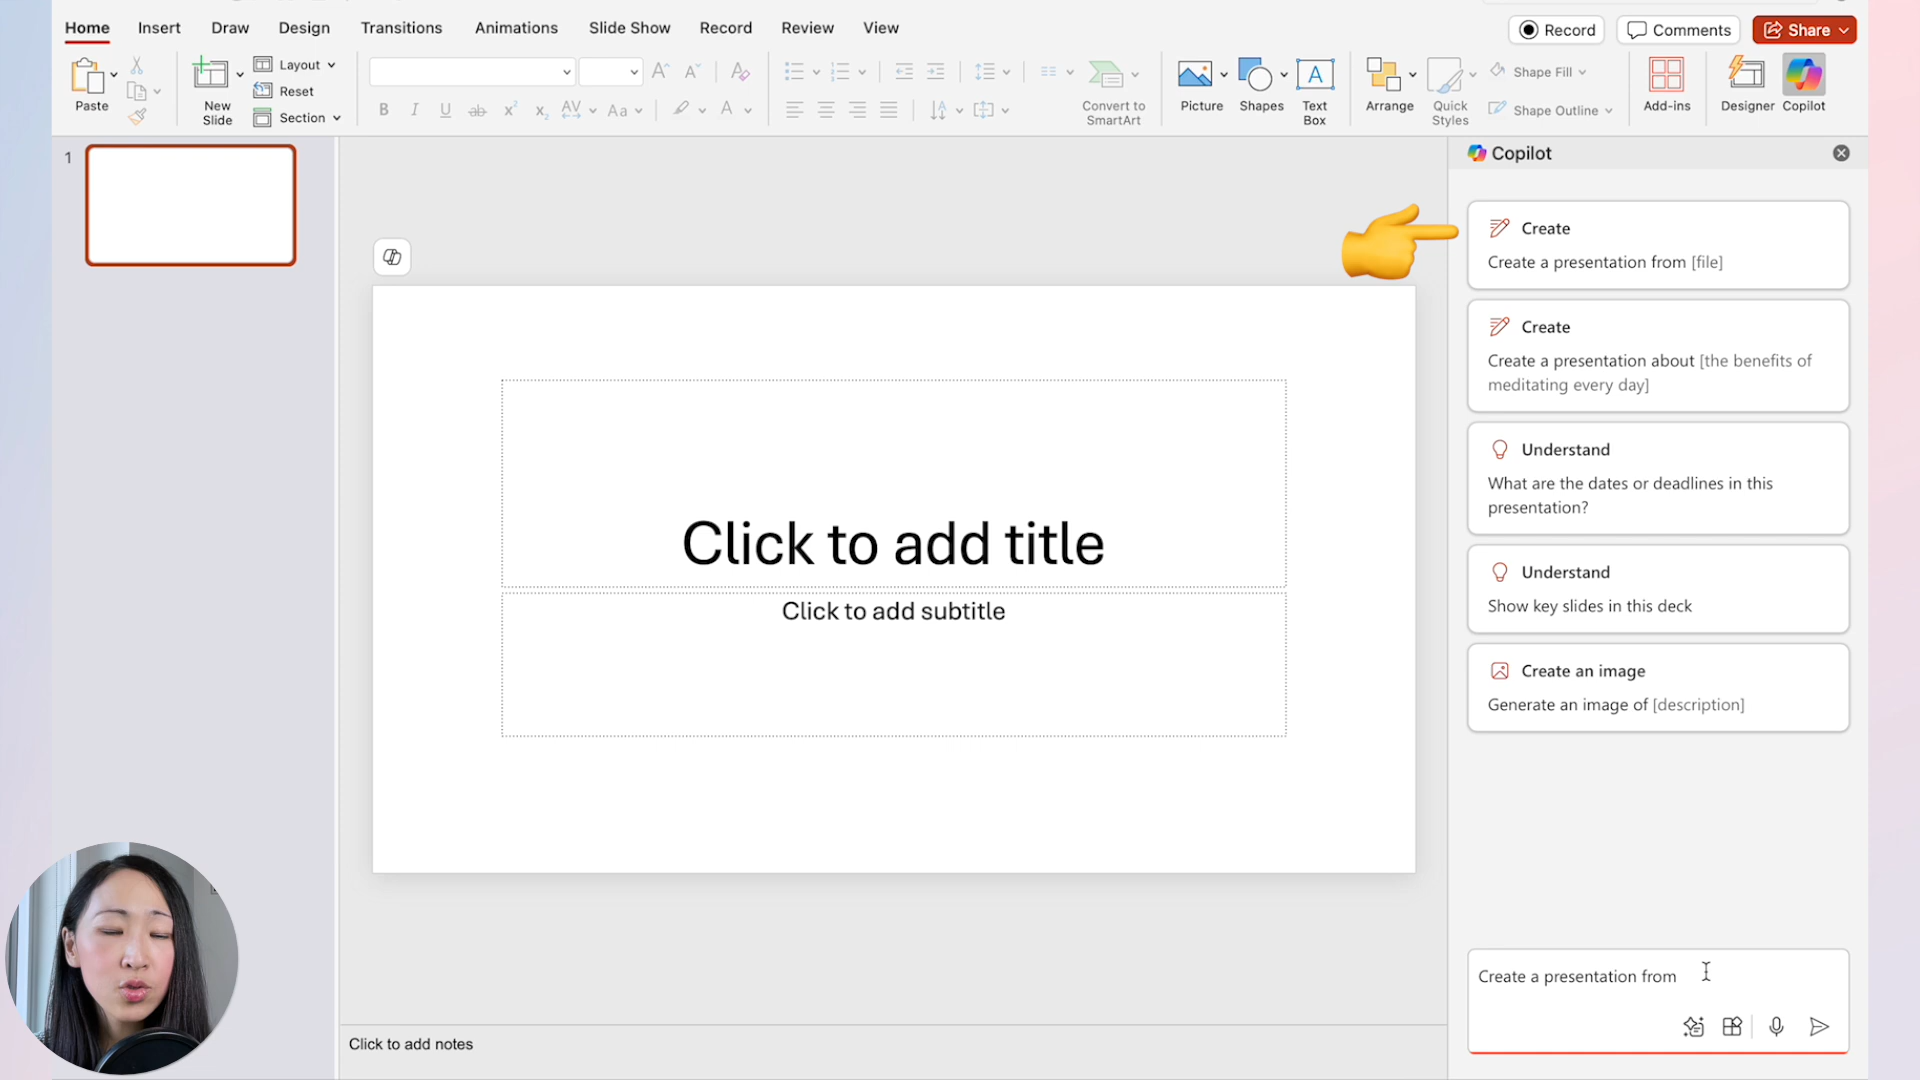 Home Insert Draw Design Transitions Animations Slide Show Record Review View
Record Comments Share
Paste
New
Slide
Layout
Reset
Section
B I U ab x² x₂ AV Aa A
Convert to
SmartArt
Picture
Shapes
Text
Box
Arrange
Quick
Styles
Shape Fill
Shape Outline
Add-ins
Designer
Copilot
1
Click to add title
Click to add subtitle
Click to add notes
Copilot
Create
Create a presentation from [file]
Create
Create a presentation about [the benefits of
meditating every day]
Understand
What are the dates or deadlines in this
presentation?
Understand
Show key slides in this deck
Create an image
Generate an image of [description]
Create a presentation from